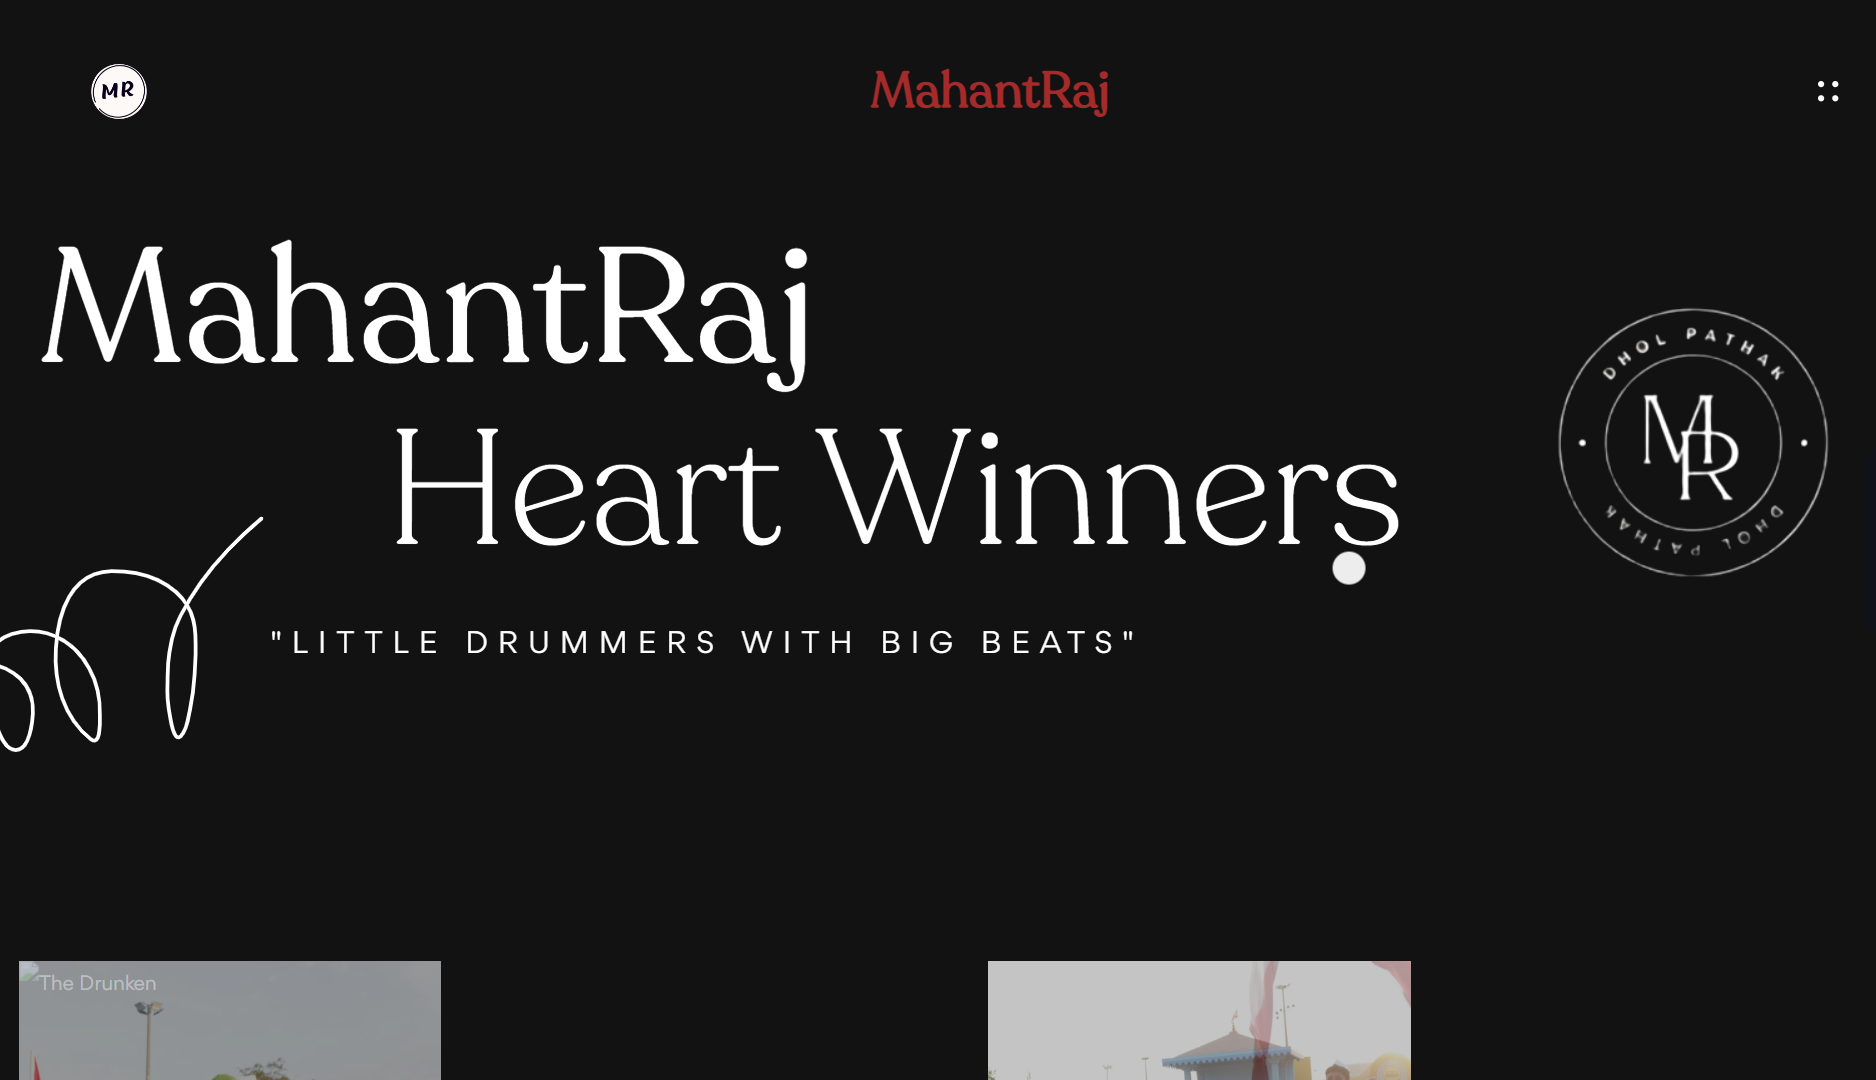 MR
MahantRaj
MahantRaj
Heart Winners
DHOL PATHAK
MR
DHOL PATHAK
"LITTLE DRUMMERS WITH BIG BEATS"
The Drunken